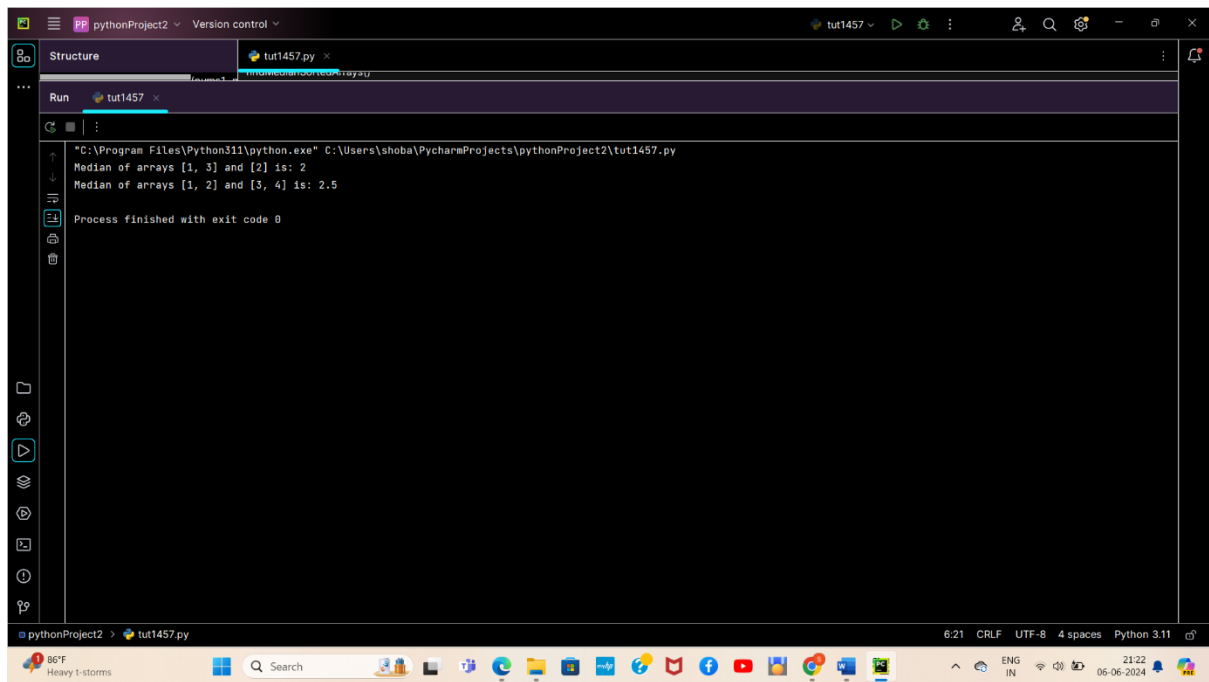 PP pythonProject2 Version control tut1457
Structure tut1457.py
findMedianSortedArrays()
Run tut1457
"C:\Program Files\Python311\python.exe" C:\Users\shoba\PycharmProjects\pythonProject2\tut1457.py
Median of arrays [1, 3] and [2] is: 2
Median of arrays [1, 2] and [3, 4] is: 2.5
Process finished with exit code 0
pythonProject2 > tut1457.py 6:21 CRLF UTF-8 4 spaces Python 3.11
1 86°F Search ENG 21:22
Heavy t-storms IN 06-06-2024